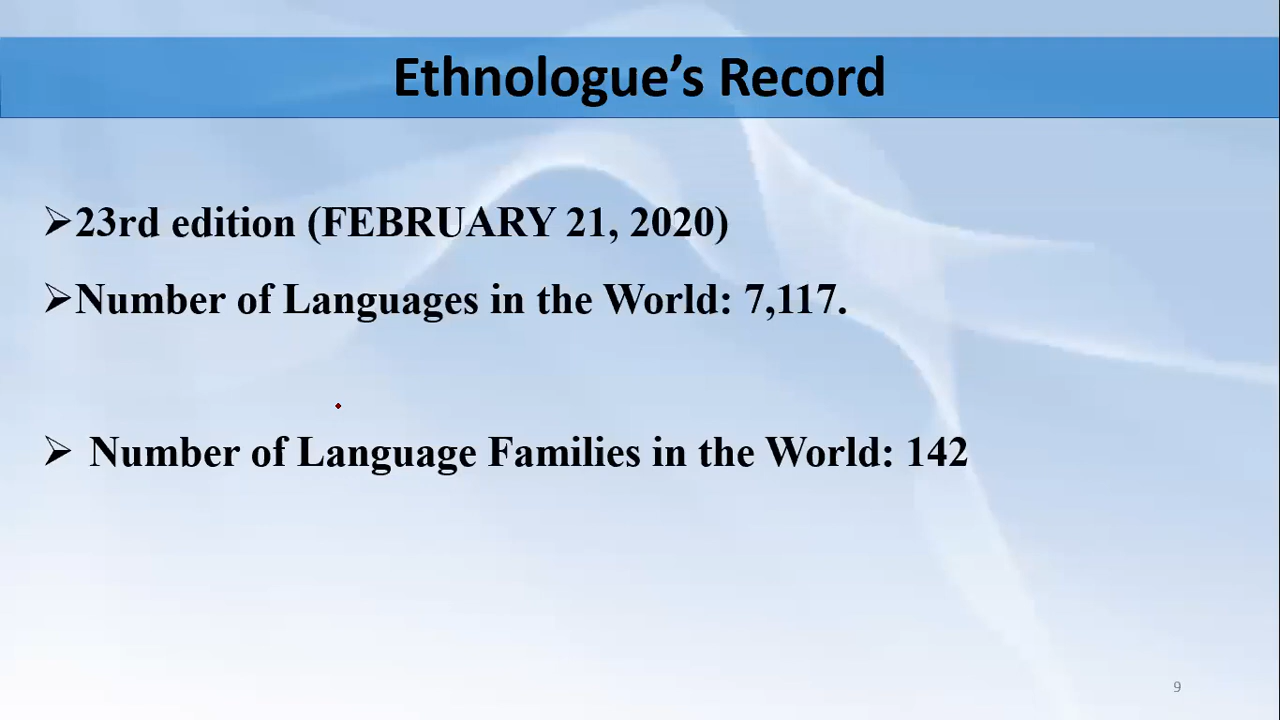 Ethnologue’s Record
➢23rd edition (FEBRUARY 21, 2020)
➢Number of Languages in the World: 7,117.
➢ Number of Language Families in the World: 142
9